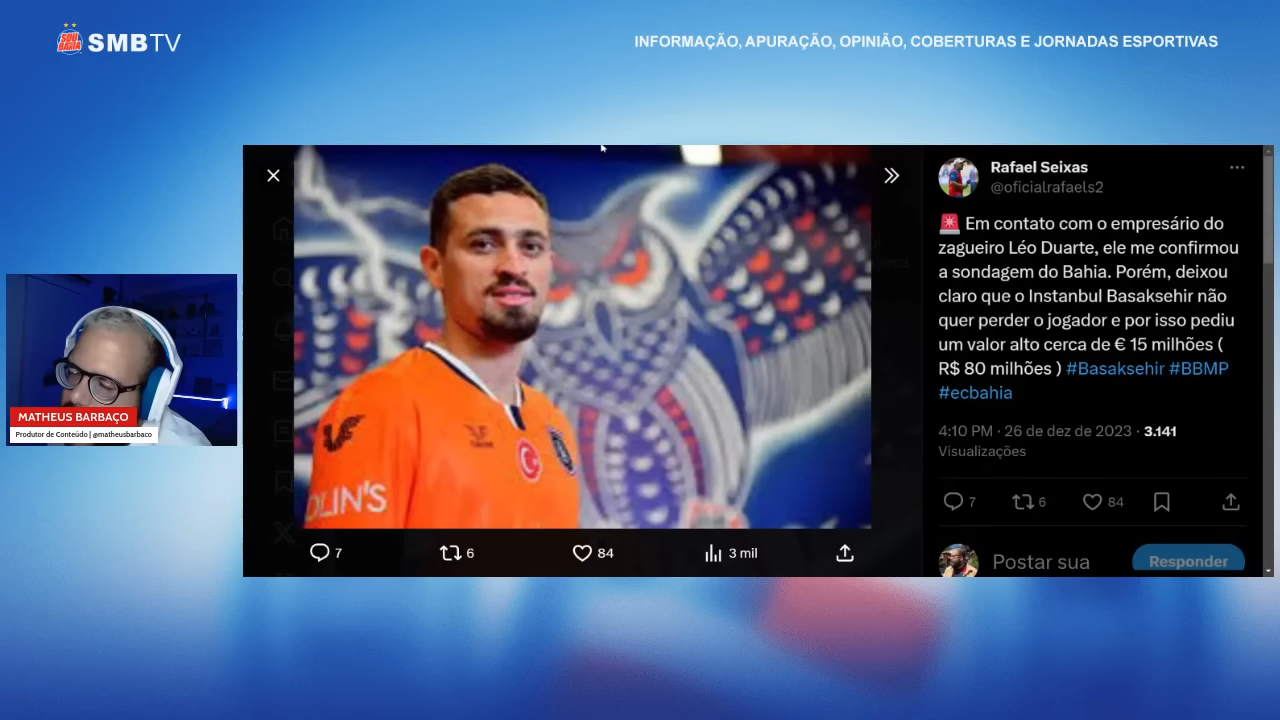 SOU
BAHIA
SMBTV
INFORMAÇÃO, APURAÇÃO, OPINIÃO, COBERTURAS E JORNADAS ESPORTIVAS
MATHEUS BARBAÇO
Produtor de Conteúdo | @matheusbarbaco
OLIN'S
7
6
84
3 mil
Rafael Seixas
@oficialrafaels2
🚨 Em contato com o empresário do
zagueiro Léo Duarte, ele me confirmou
a sondagem do Bahia. Porém, deixou
claro que o Instanbul Basaksehir não
quer perder o jogador e por isso pediu
um valor alto cerca de € 15 milhões (
R$ 80 milhões ) #Basaksehir #BBMP
#ecbahia
4:10 PM · 26 de dez de 2023 · 3.141
Visualizações
7
6
84
Postar sua
Responder